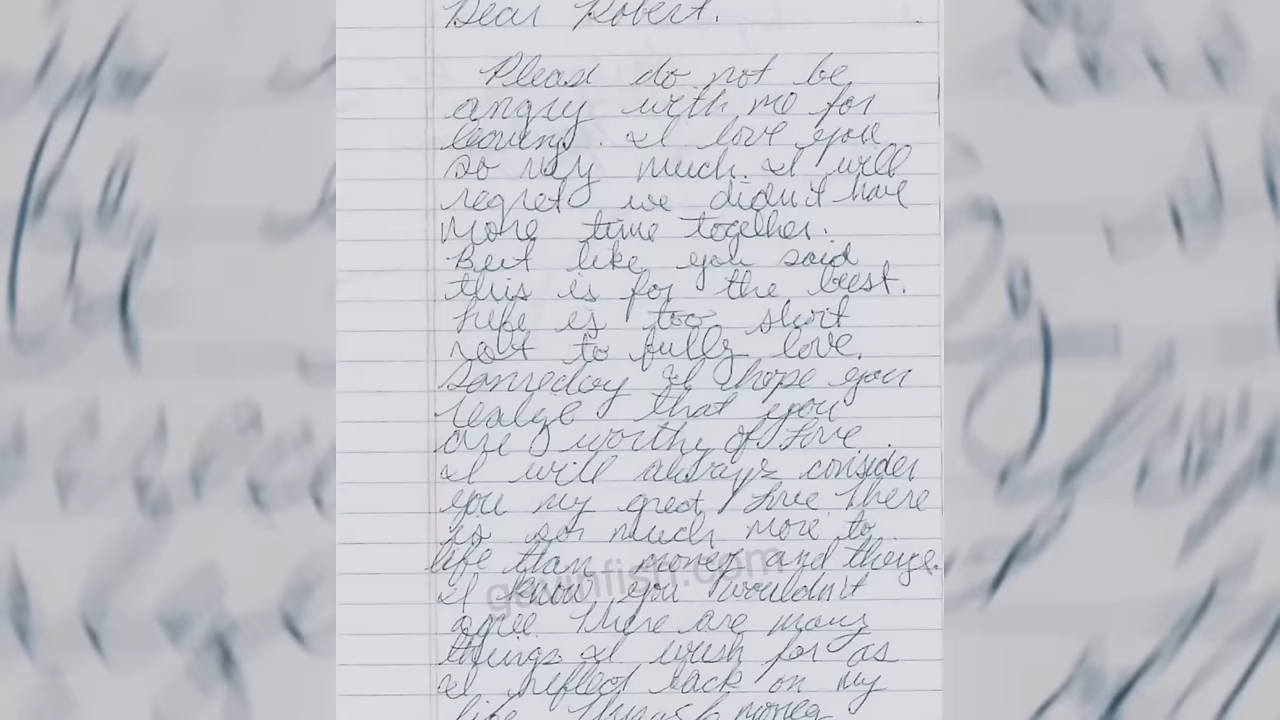 Dear Robert.
Please do not be
angry with me for
leaving. I love you
so very much. I will
regret we didn't have
more time together.
But like you said
this is for the best.
Life is too short
not to fully love.
Someday I hope you
realize that you
are worthy of love.
I will always consider
you my great love. There
is so much more to
life than money and things.
I know you wouldn't
agree. There are many
things I wish for as
I reflect back on my
life. Things & money